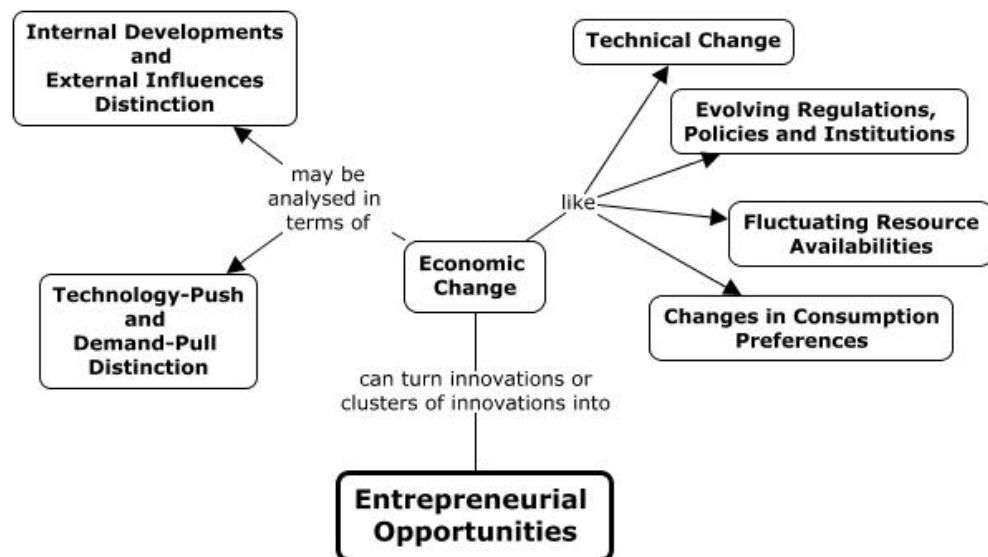 Internal Developments
and
External Influences
Distinction
Technical Change
Evolving Regulations,
Policies and Institutions
may be
analysed in
terms of
like
Fluctuating Resource
Availabilities
Economic
Change
Technology-Push
and
Demand-Pull
Distinction
Changes in Consumption
Preferences
can turn innovations or
clusters of innovations into
Entrepreneurial
Opportunities